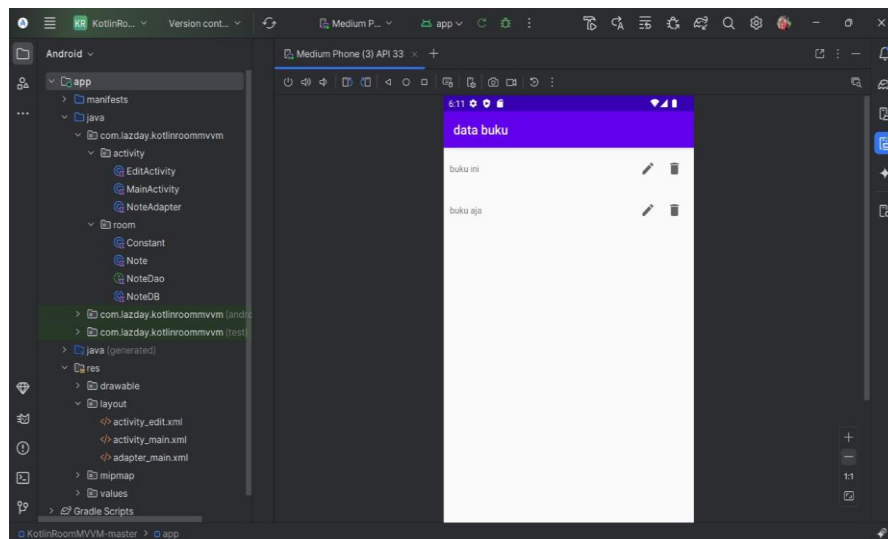 KR KotlinRo... Version cont... Medium P... app
Android
Medium Phone (3) API 33
app
manifests
java
com.lazday.kotlinroommvvm
activity
EditActivity
MainActivity
NoteAdapter
room
Constant
Note
NoteDao
NoteDB
com.lazday.kotlinroommvvm (andro
com.lazday.kotlinroommvvm (test)
java (generated)
res
drawable
layout
activity_edit.xml
activity_main.xml
adapter_main.xml
mipmap
values
Gradle Scripts
6:11
data buku
buku ini
buku aja
1:1
KotlinRoomMVVM-master > app